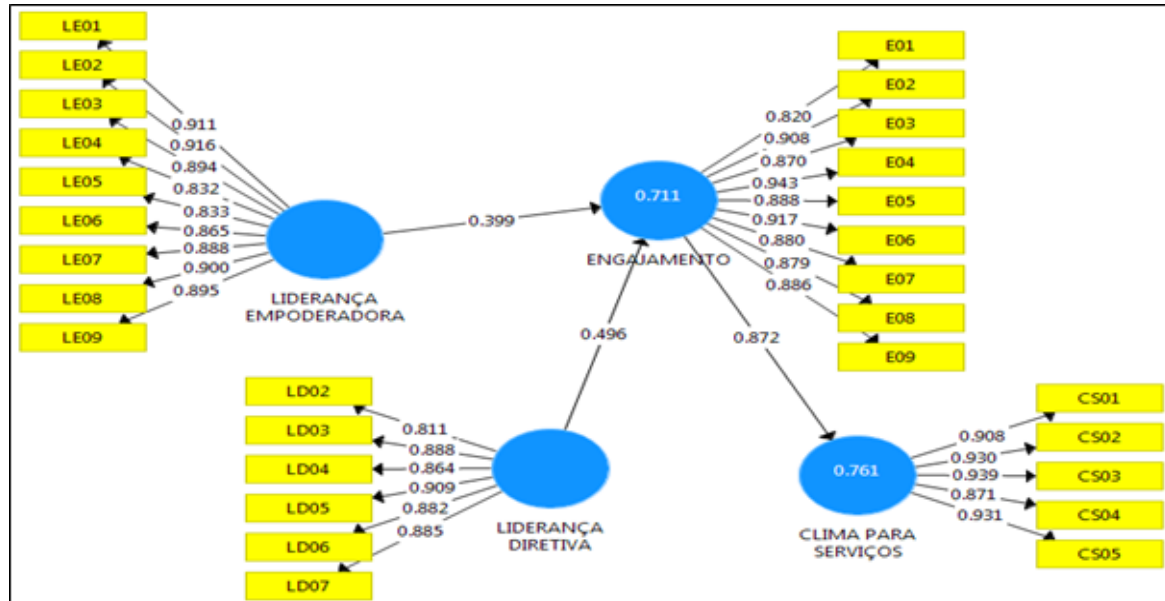 LE01
LE02
LE03
LE04
LE05
LE06
LE07
LE08
LE09
0.911
0.916
0.894
0.832
0.833
0.865
0.888
0.900
0.895
LIDERANÇA
EMPODERADORA
0.399
0.711
ENGAJAMENTO
0.820
0.908
0.870
0.943
0.888
0.917
0.880
0.879
0.886
E01
E02
E03
E04
E05
E06
E07
E08
E09
0.496
0.872
LD02
LD03
LD04
LD05
LD06
LD07
0.811
0.888
0.864
0.909
0.882
0.885
LIDERANÇA
DIRETIVA
0.761
CLIMA PARA
SERVIÇOS
0.908
0.930
0.939
0.871
0.931
CS01
CS02
CS03
CS04
CS05